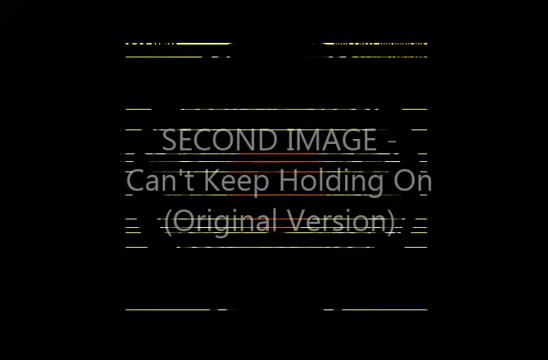 SECOND IMAGE -
Can't Keep Holding On
(Original Version)